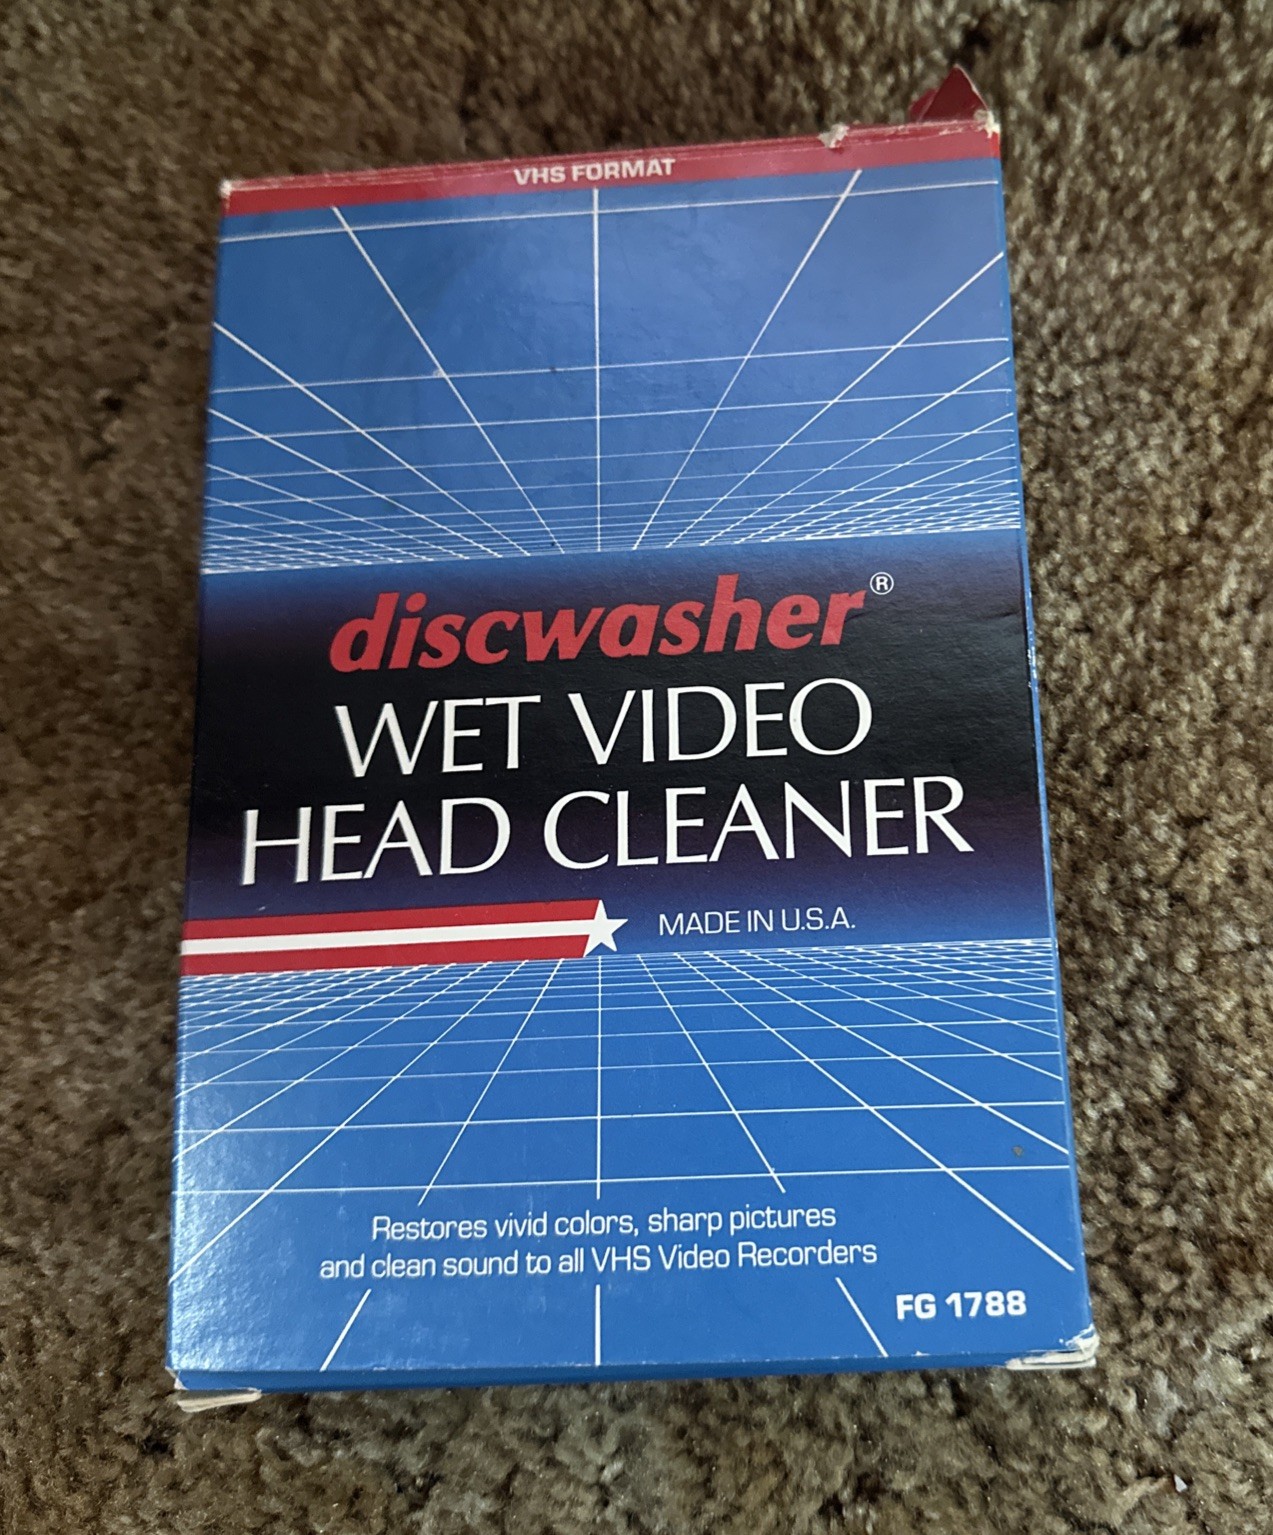 VHS FORMAT
discwasher®
WET VIDEO
HEAD CLEANER
MADE IN U.S.A.
Restores vivid colors, sharp pictures
and clean sound to all VHS Video Recorders
FG 1788